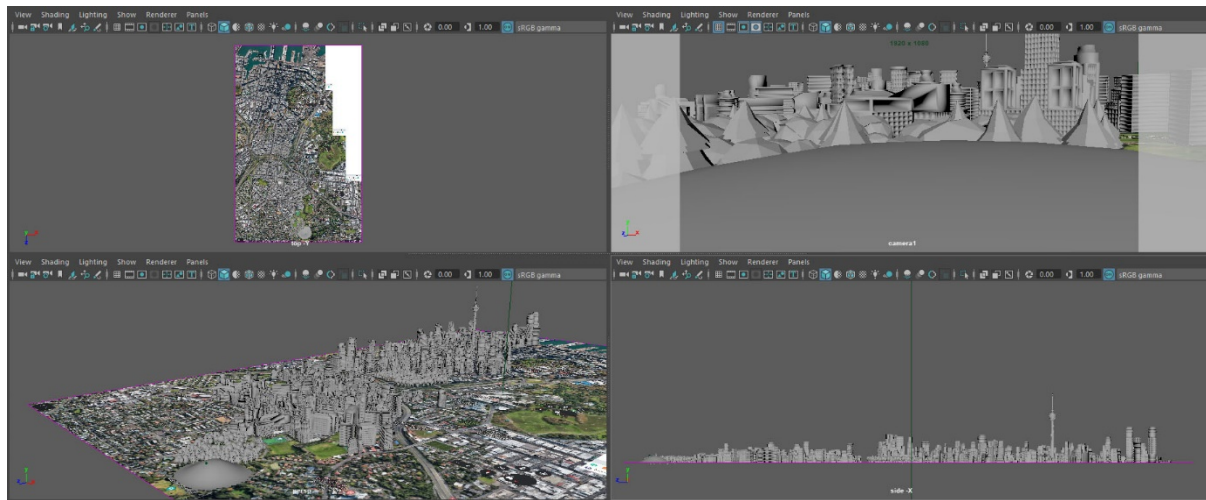 View Shading Lighting Show Renderer Panels
0.00 1.00 sRGB gamma
top -Y
View Shading Lighting Show Renderer Panels
0.00 1.00 sRGB gamma
camera1
View Shading Lighting Show Renderer Panels
0.00 1.00 sRGB gamma
persp
View Shading Lighting Show Renderer Panels
0.00 1.00 sRGB gamma
side -X